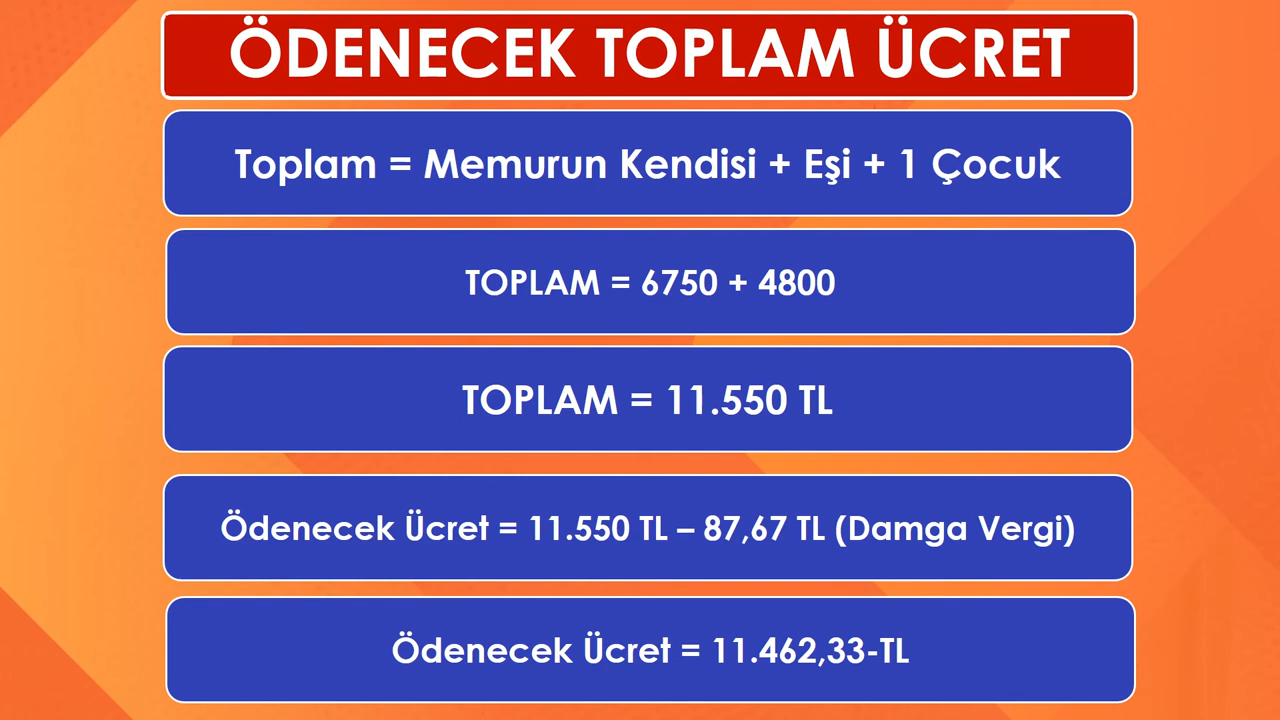 ÖDENECEK TOPLAM ÜCRET
Toplam = Memurun Kendisi + Eşi + 1 Çocuk
TOPLAM = 6750 + 4800
TOPLAM = 11.550 TL
Ödenecek Ücret = 11.550 TL – 87,67 TL (Damga Vergi)
Ödenecek Ücret = 11.462,33-TL